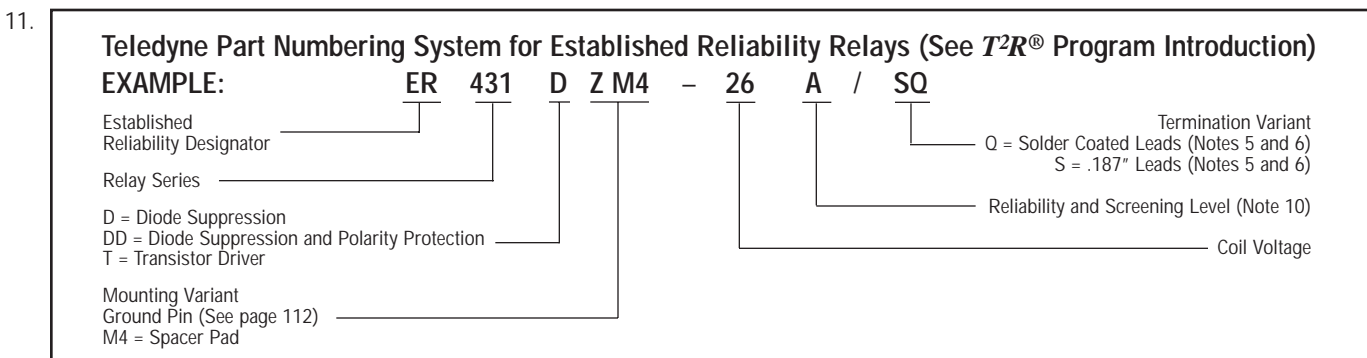 11.
Teledyne Part Numbering System for Established Reliability Relays (See T²R® Program Introduction)
EXAMPLE: ER 431 D Z M4 – 26 A / SQ
Established
Reliability Designator
Relay Series
D = Diode Suppression
DD = Diode Suppression and Polarity Protection
T = Transistor Driver
Mounting Variant
Ground Pin (See page 112)
M4 = Spacer Pad
Termination Variant
Q = Solder Coated Leads (Notes 5 and 6)
S = .187″ Leads (Notes 5 and 6)
Reliability and Screening Level (Note 10)
Coil Voltage